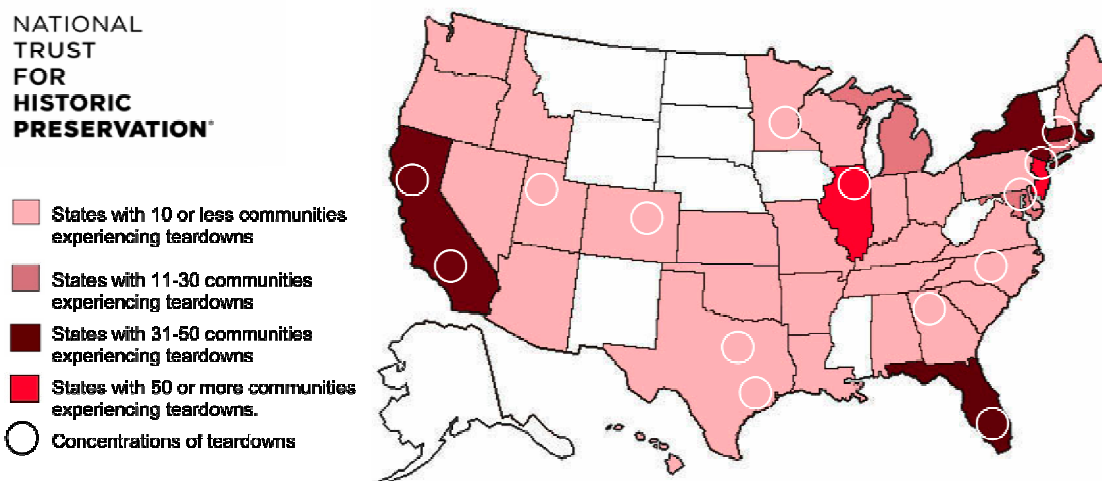 NATIONAL
TRUST
FOR
HISTORIC
PRESERVATION®
States with 10 or less communities
experiencing teardowns
States with 11-30 communities
experiencing teardowns
States with 31-50 communities
experiencing teardowns
States with 50 or more communities
experiencing teardowns.
Concentrations of teardowns